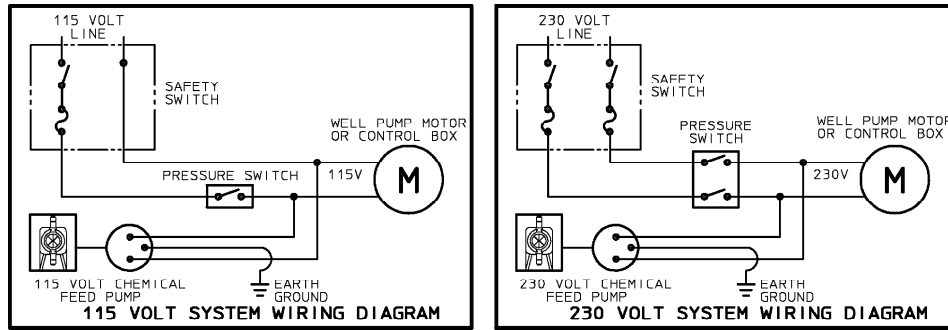 115 VOLT
LINE
SAFETY
SWITCH
WELL PUMP MOTOR
OR CONTROL BOX
M
PRESSURE SWITCH
115V
115 VOLT CHEMICAL
FEED PUMP
EARTH
GROUND
115 VOLT SYSTEM WIRING DIAGRAM
230 VOLT
LINE
SAFETY
SWITCH
PRESSURE
SWITCH
WELL PUMP MOTOR
OR CONTROL BOX
M
230V
230 VOLT CHEMICAL
FEED PUMP
EARTH
GROUND
230 VOLT SYSTEM WIRING DIAGRAM